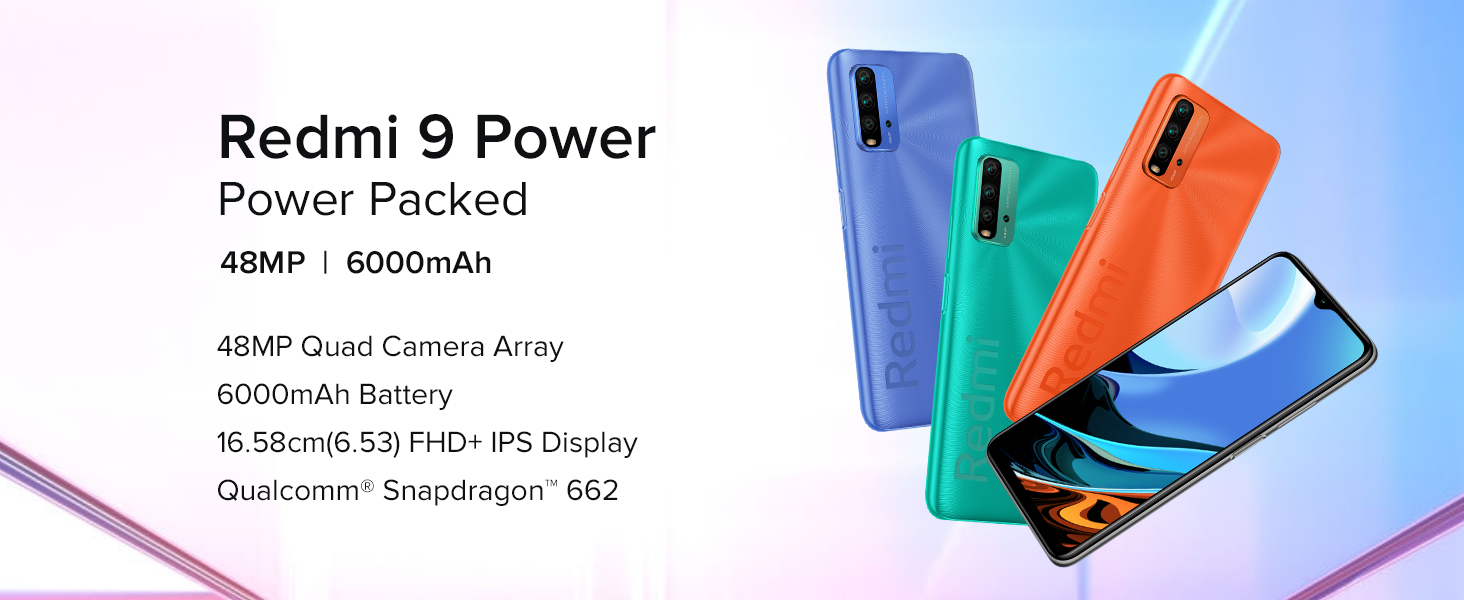 Redmi 9 Power
Power Packed
48MP | 6000mAh
48MP Quad Camera Array
6000mAh Battery
16.58cm(6.53) FHD+ IPS Display
Qualcomm® Snapdragon™ 662
Redmi
Redmi
Redmi